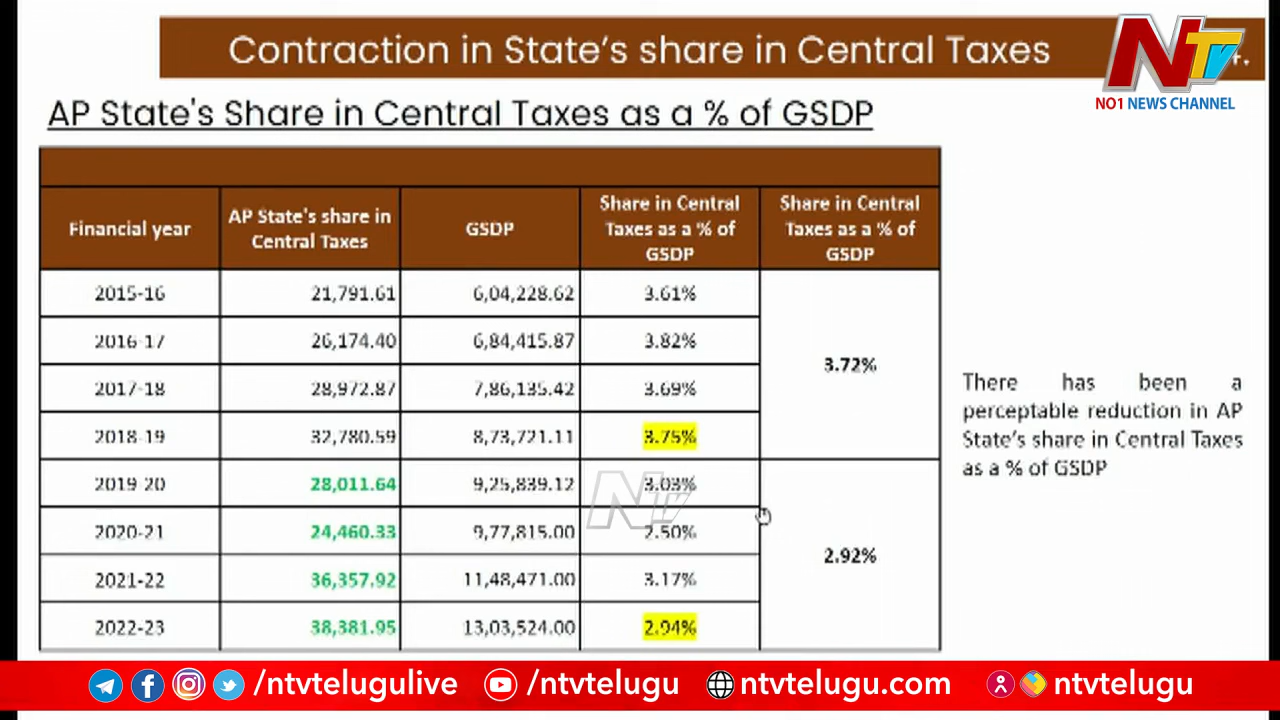 Contraction in State's share in Central Taxes
NTV
NO1 NEWS CHANNEL
AP State's Share in Central Taxes as a % of GSDP
Financial year
AP State's share in
Central Taxes
GSDP
Share in Central
Taxes as a % of
GSDP
Share in Central
Taxes as a % of
GSDP
2015-16 21,791.61 6,04,228.62 3.61%
2016-17 26,174.40 6,84,415.87 3.82%
3.72%
2017-18 28,972.87 7,86,135.42 3.69%
2018-19 32,780.59 8,73,721.11 3.75%
2019-20 28,011.64 9,25,839.12 3.03%
2020-21 24,460.33 9,77,815.00 2.50%
2.92%
2021-22 36,357.92 11,48,471.00 3.17%
2022-23 38,381.95 13,03,524.00 2.94%
There has been a
perceptable reduction in AP
State's share in Central Taxes
as a % of GSDP
NTV
/ntvtelugulive /ntvtelugu ntvtelugu.com ntvtelugu